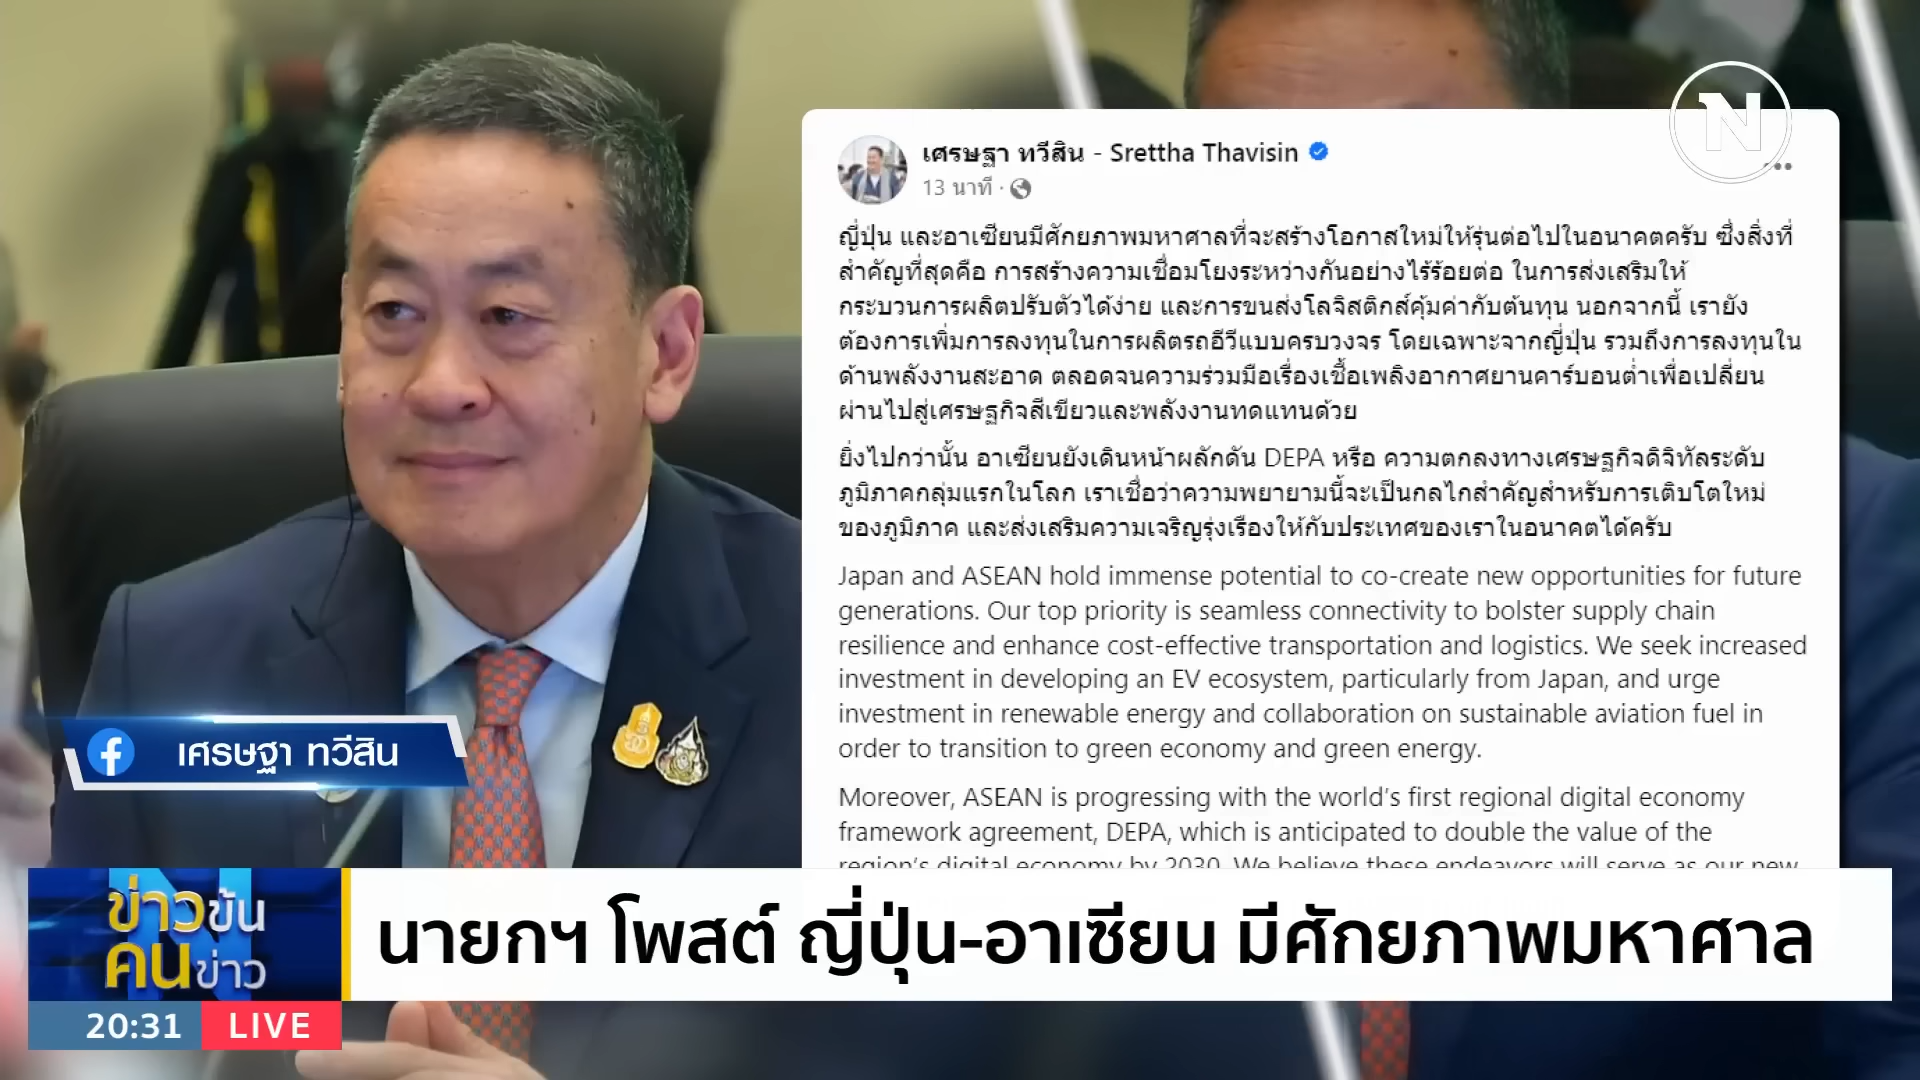 N
เศรษฐา ทวีสิน - Srettha Thavisin
13 นาที ·
ญี่ปุ่น และอาเซียนมีศักยภาพมหาศาลที่จะสร้างโอกาสใหม่ให้รุ่นต่อไปในอนาคตครับ ซึ่งสิ่งที่
สำคัญที่สุดคือ การสร้างความเชื่อมโยงระหว่างกันอย่างไร้รอยต่อ ในการส่งเสริมให้
กระบวนการผลิตปรับตัวได้ง่าย และการขนส่งโลจิสติกส์คุ้มค่ากับต้นทุน นอกจากนี้ เรายัง
ต้องการเพิ่มการลงทุนในการผลิตรถอีวีแบบครบวงจร โดยเฉพาะจากญี่ปุ่น รวมถึงการลงทุนใน
ด้านพลังงานสะอาด ตลอดจนความร่วมมือเรื่องเชื้อเพลิงอากาศยานคาร์บอนต่ำเพื่อเปลี่ยน
ผ่านไปสู่เศรษฐกิจสีเขียวและพลังงานทดแทนด้วย
ยิ่งไปกว่านั้น อาเซียนยังเดินหน้าผลักดัน DEPA หรือ ความตกลงทางเศรษฐกิจดิจิทัลระดับ
ภูมิภาคกลุ่มแรกในโลก เราเชื่อว่าความพยายามนี้จะเป็นกลไกสำคัญสำหรับการเติบโตใหม่
ของภูมิภาค และส่งเสริมความเจริญรุ่งเรืองให้กับประเทศของเราในอนาคตได้ครับ
Japan and ASEAN hold immense potential to co-create new opportunities for future
generations. Our top priority is seamless connectivity to bolster supply chain
resilience and enhance cost-effective transportation and logistics. We seek increased
investment in developing an EV ecosystem, particularly from Japan, and urge
investment in renewable energy and collaboration on sustainable aviation fuel in
order to transition to green economy and green energy.
Moreover, ASEAN is progressing with the world's first regional digital economy
framework agreement, DEPA, which is anticipated to double the value of the
region's digital economy by 2030. We believe these endeavors will serve as our new
เศรษฐา ทวีสิน
ข่าวข้น
คนข่าว
นายกฯ โพสต์ ญี่ปุ่น-อาเซียน มีศักยภาพมหาศาล
20:31 LIVE